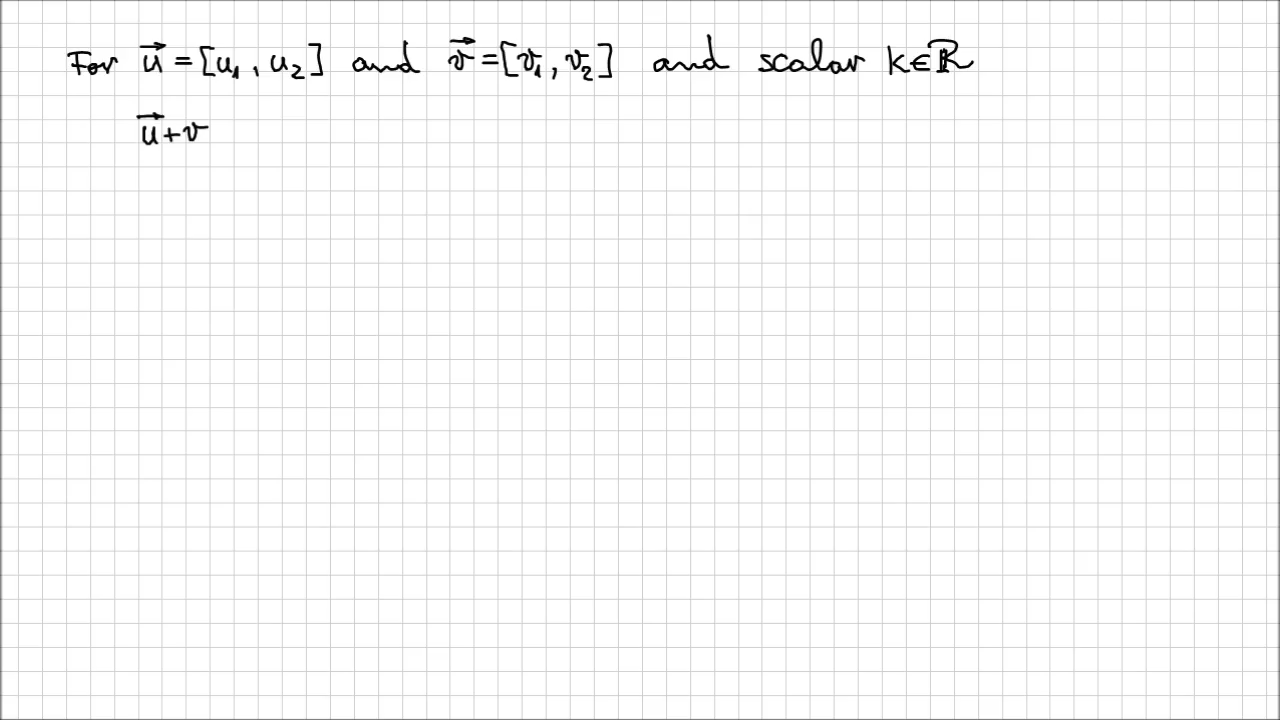 For u⃗ = [u₁, u₂] and v⃗ = [v₁, v₂] and scalar k∈ℝ
u⃗+v